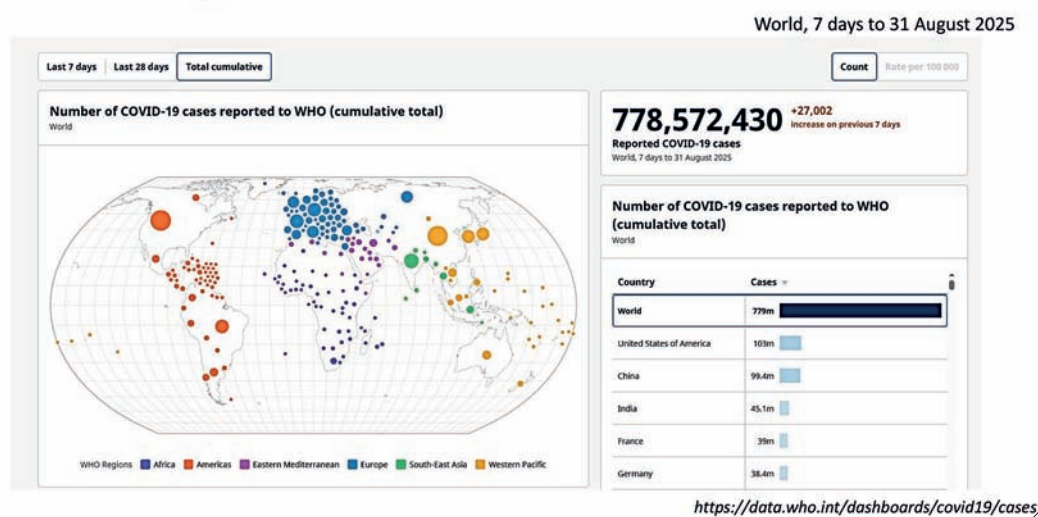 World, 7 days to 31 August 2025
Last 7 days
Last 28 days
Total cumulative
Count
Rate per 100 000
Number of COVID-19 cases reported to WHO (cumulative total)
World
778,572,430
+27,002
increase on previous 7 days
Reported COVID-19 cases
World, 7 days to 31 August 2025
Number of COVID-19 cases reported to WHO
(cumulative total)
World
Country Cases
World 779m
United States of America 103m
China 99.4m
India 45.1m
France 39m
Germany 38.4m
WHO Regions Africa Americas Eastern Mediterranean Europe South-East Asia Western Pacific
https://data.who.int/dashboards/covid19/cases